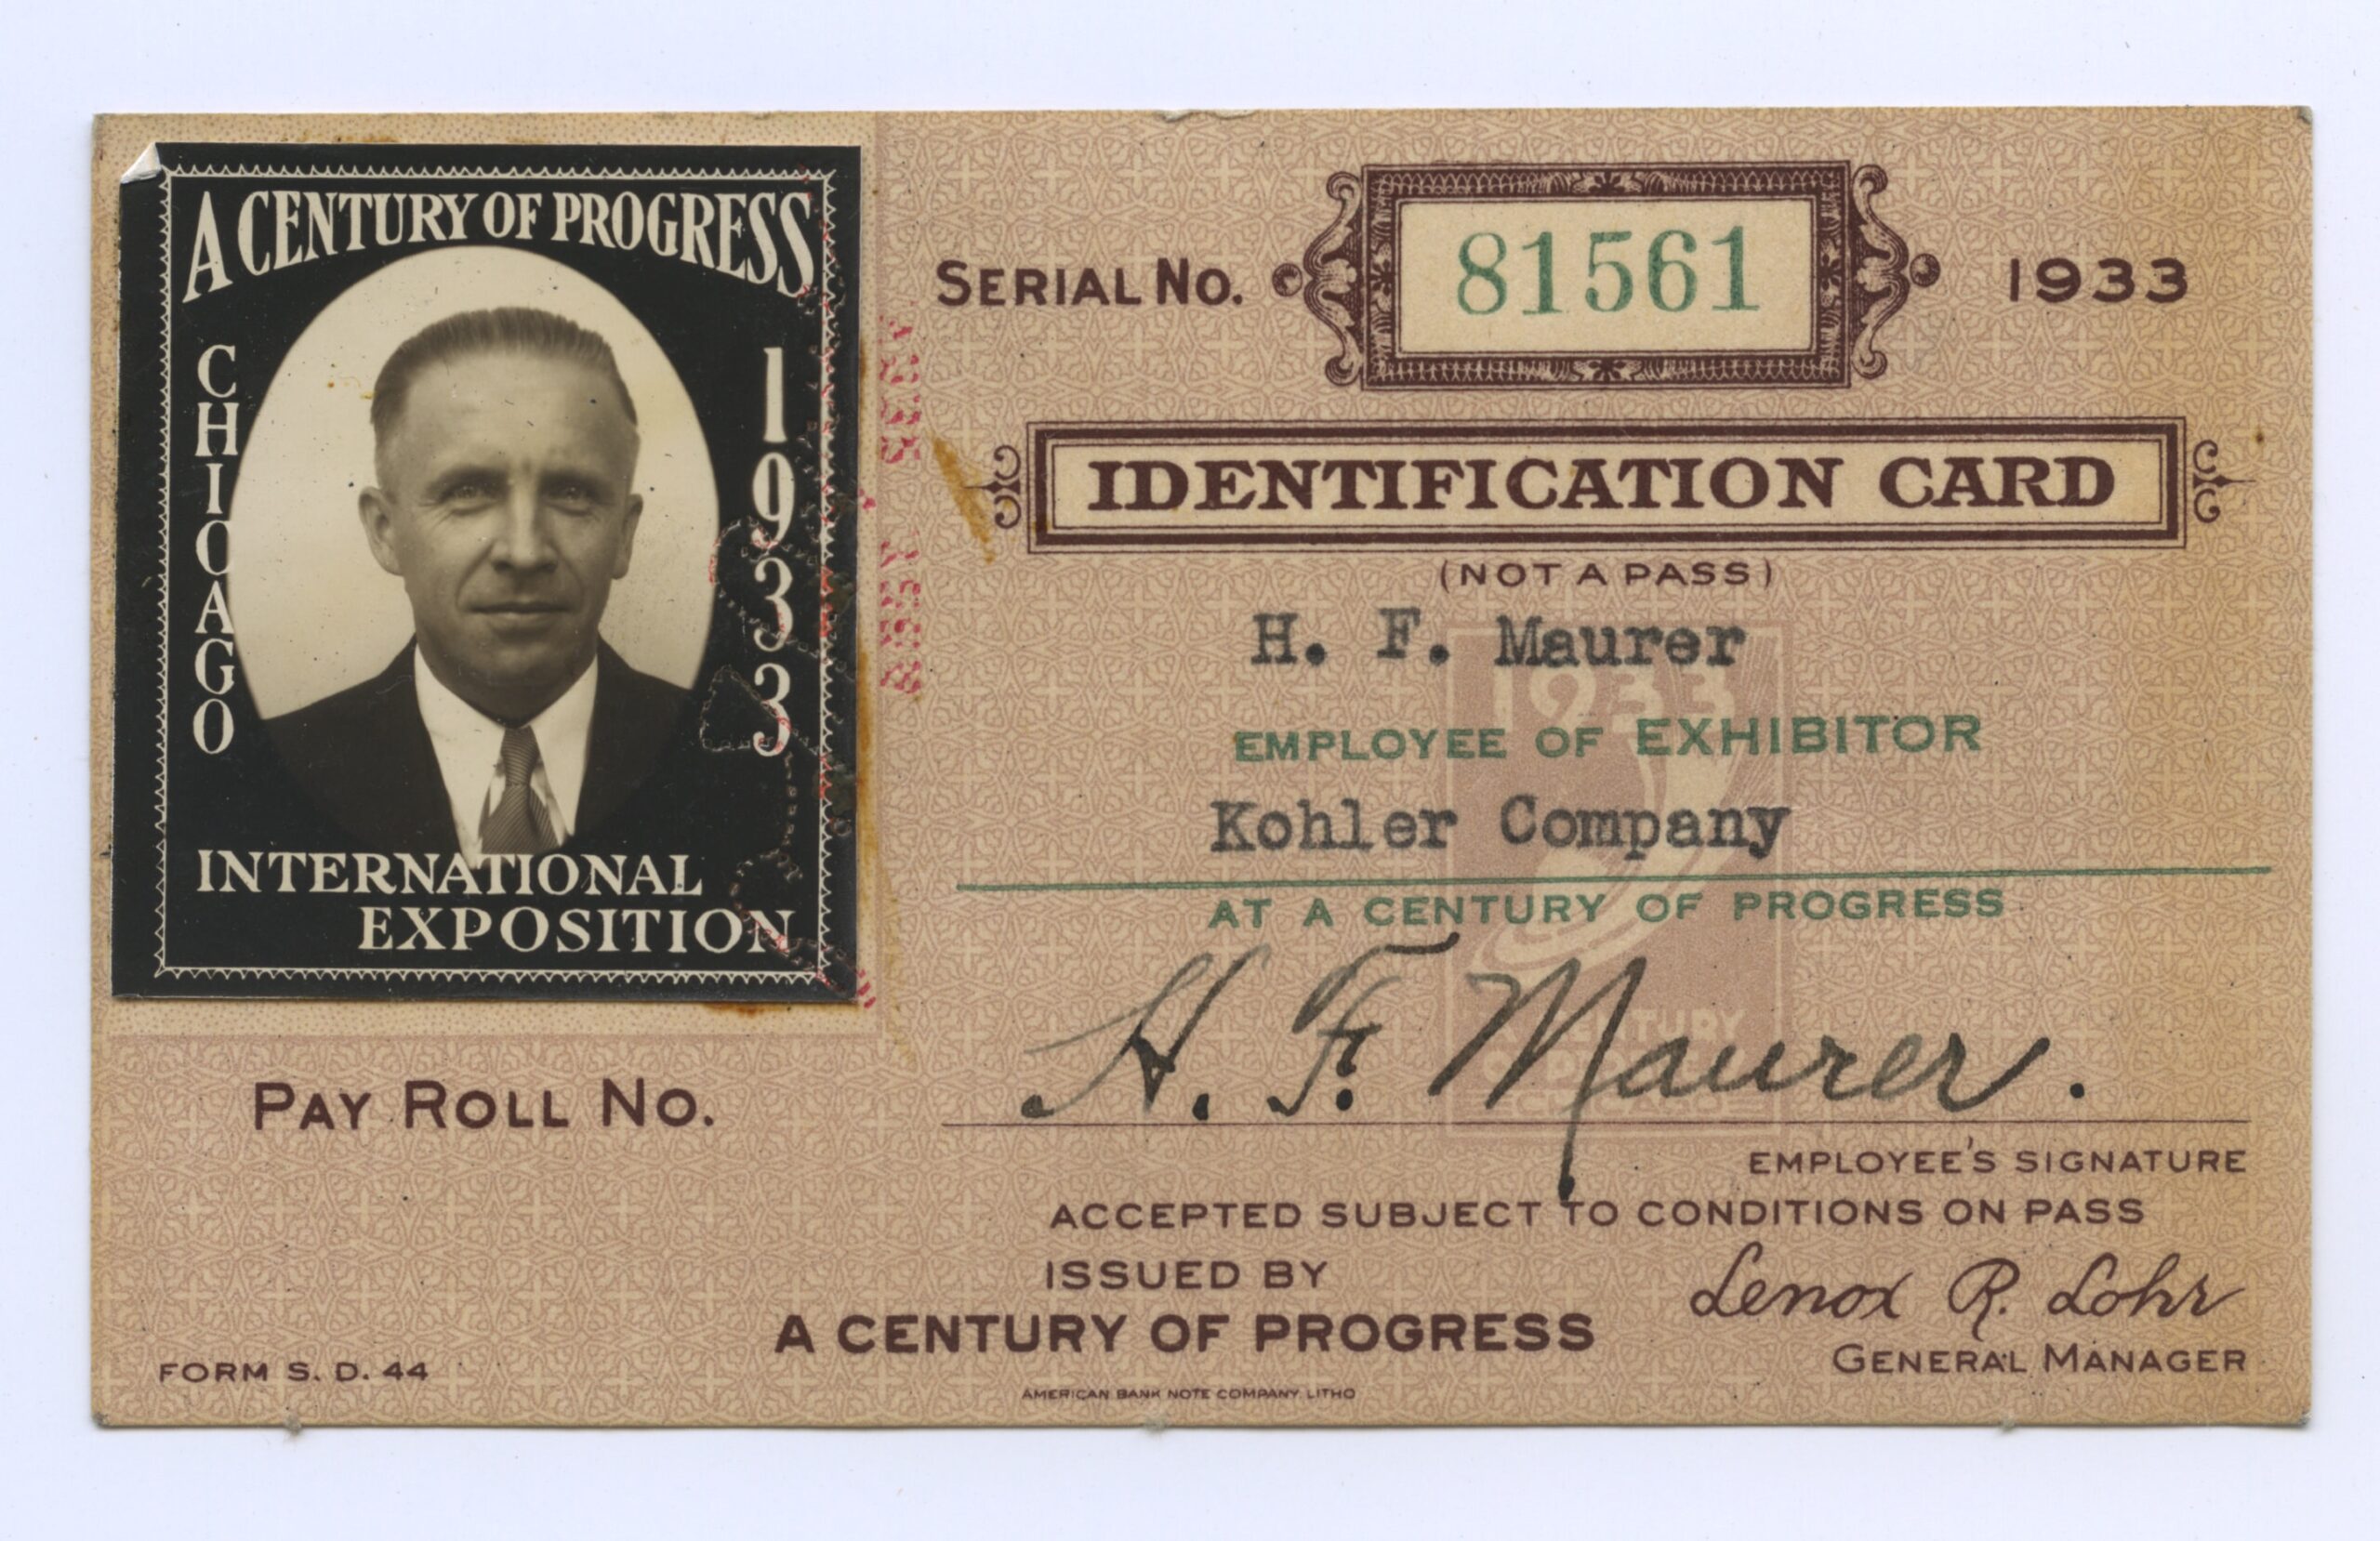 A CENTURY OF PROGRESS
CHICAGO
1933
INTERNATIONAL
EXPOSITION
PAY ROLL NO.
FORM S. D. 44
SERIAL NO. 81561 1933
IDENTIFICATION CARD
(NOT A PASS)
H. F. Maurer
1933
EMPLOYEE OF EXHIBITOR
Kohler Company
AT A CENTURY OF PROGRESS
H. F. Maurer.
EMPLOYEE'S SIGNATURE
ACCEPTED SUBJECT TO CONDITIONS ON PASS
ISSUED BY
A CENTURY OF PROGRESS
Lenox R. Lohr
GENERAL MANAGER
AMERICAN BANK NOTE COMPANY LITHO